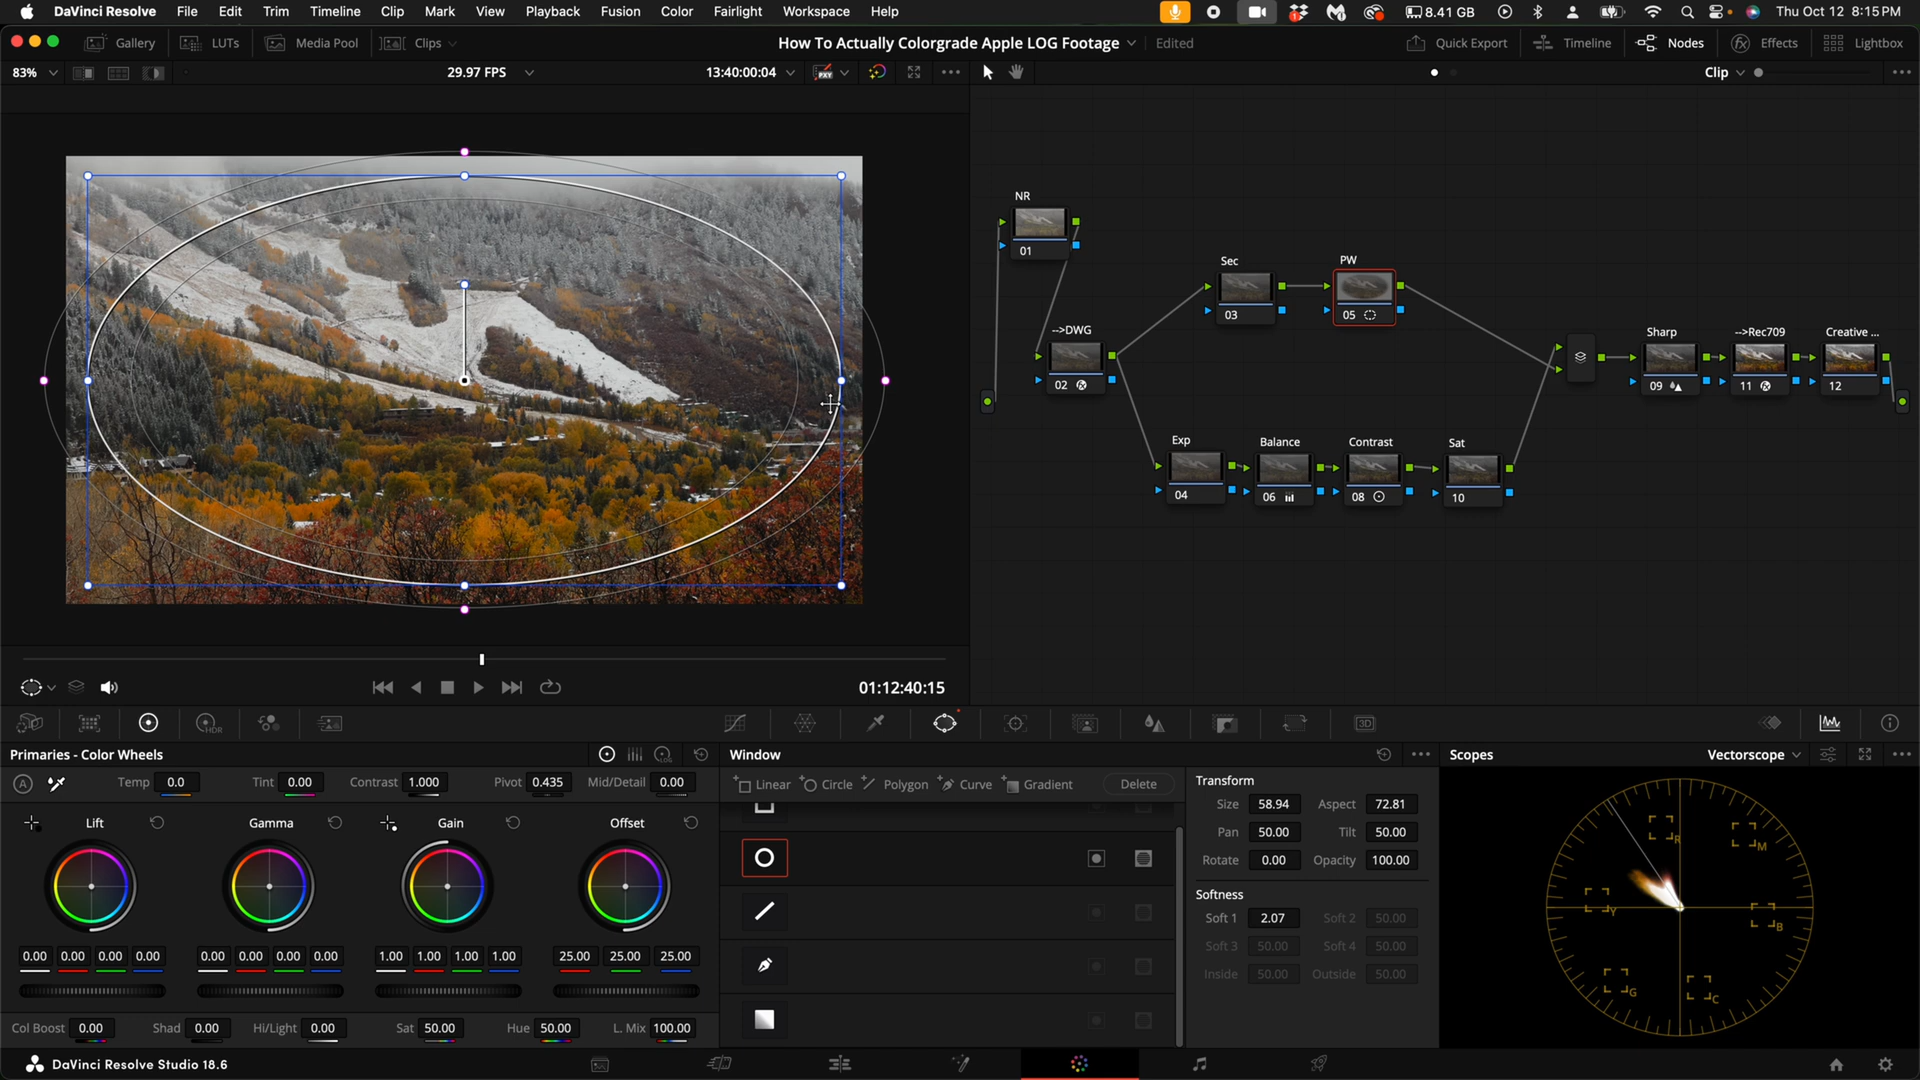 DaVinci Resolve File Edit Trim Timeline Clip Mark View Playback Fusion Color Fairlight Workspace Help 8.41 GB Thu Oct 12 8:15 PM
Gallery LUTs Media Pool Clips How To Actually Colorgrade Apple LOG Footage Edited Quick Export Timeline Nodes Effects Lightbox
83% 29.97 FPS 13:40:00:04 Clip
NR
01
Sec
03
PW
05
-->DWG
02
Sharp
09
-->Rec709
11
Creative ...
12
Exp
04
Balance
06
Contrast
08
Sat
10
01:12:40:15
Primaries - Color Wheels
Temp 0.0 Tint 0.00 Contrast 1.000 Pivot 0.435 Mid/Detail 0.00
Lift Gamma Gain Offset
0.00 0.00 0.00 0.00 0.00 0.00 0.00 0.00 1.00 1.00 1.00 1.00 25.00 25.00 25.00
Col Boost 0.00 Shad 0.00 Hi/Light 0.00 Sat 50.00 Hue 50.00 L. Mix 100.00
Window
Linear Circle Polygon Curve Gradient Delete
Transform
Size 58.94 Aspect 72.81
Pan 50.00 Tilt 50.00
Rotate 0.00 Opacity 100.00
Softness
Soft 1 2.07 Soft 2 50.00
Soft 3 50.00 Soft 4 50.00
Inside 50.00 Outside 50.00
Scopes Vectorscope
R
M
Y
B
G
C
HDR
LOG
3D
A
PXY
1
DaVinci Resolve Studio 18.6